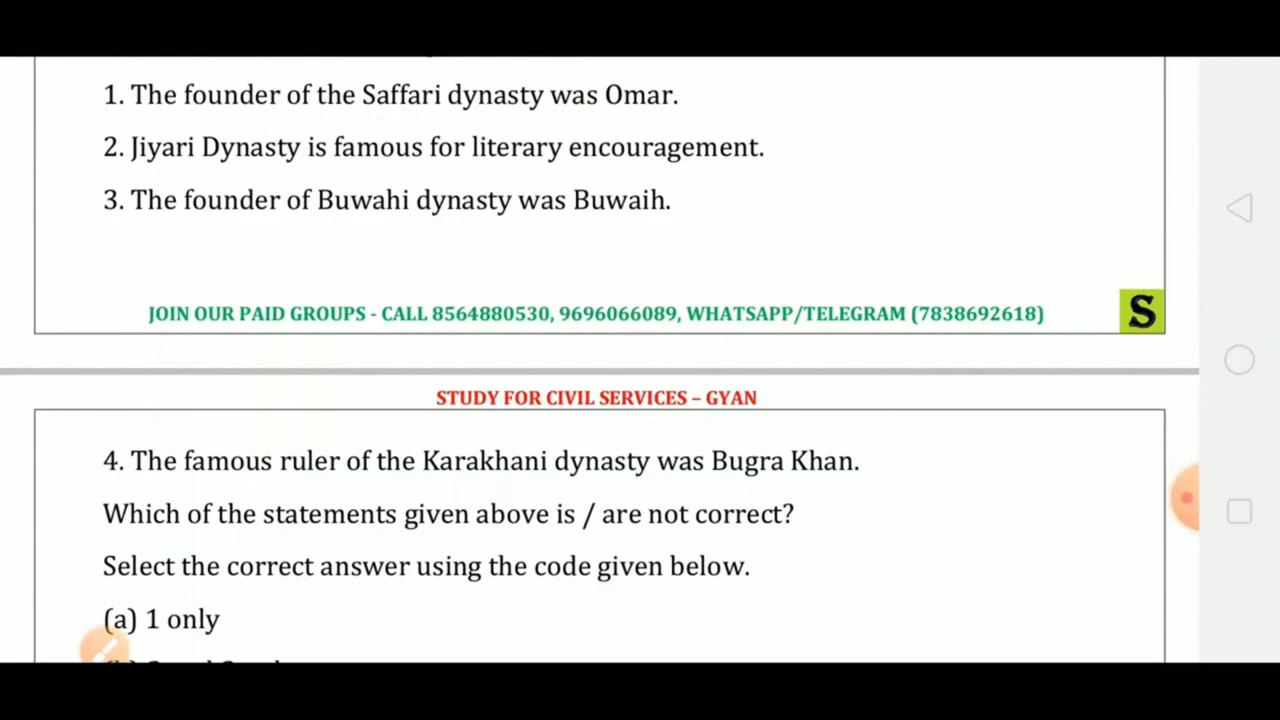 1. The founder of the Saffari dynasty was Omar.
2. Jiyari Dynasty is famous for literary encouragement.
3. The founder of Buwahi dynasty was Buwaih.
JOIN OUR PAID GROUPS - CALL 8564880530, 9696066089, WHATSAPP/TELEGRAM (7838692618)
S
STUDY FOR CIVIL SERVICES – GYAN
4. The famous ruler of the Karakhani dynasty was Bugra Khan.
Which of the statements given above is / are not correct?
Select the correct answer using the code given below.
(a) 1 only